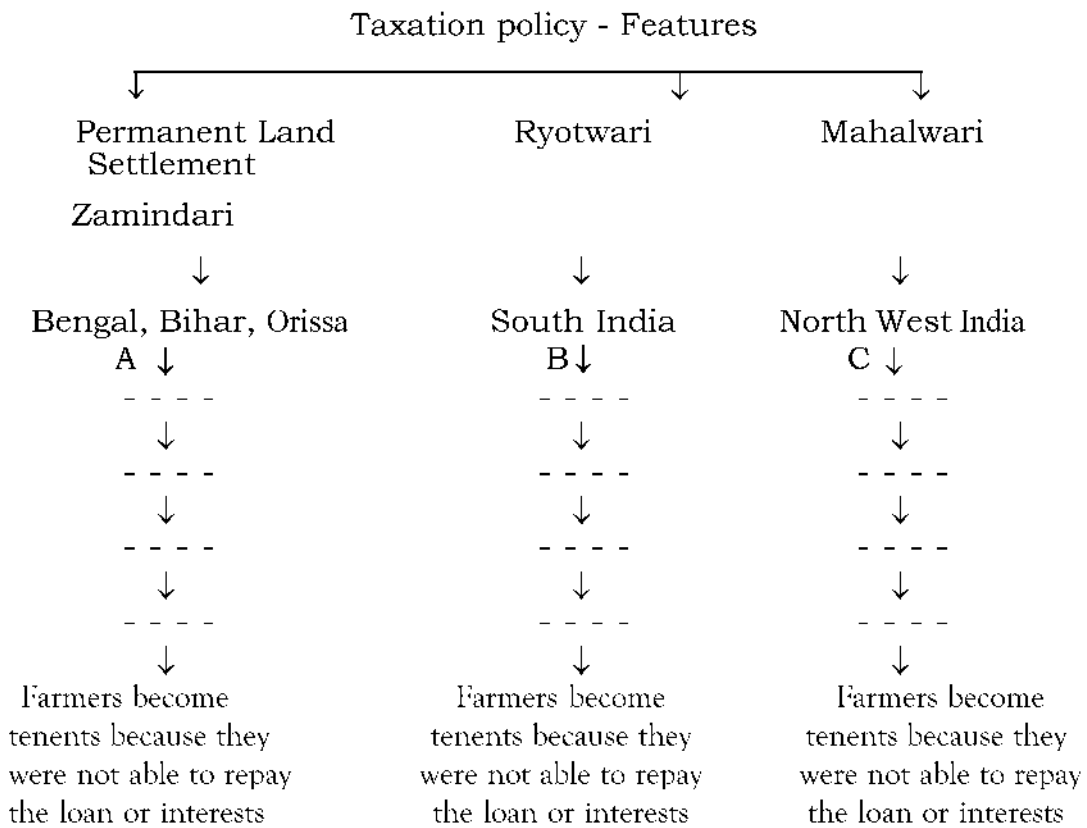 Taxation policy - Features
Permanent Land Settlement
Zamindari
Ryotwari
Mahalwari
Bengal, Bihar, Orissa
South India
North West India
A
B
C
- - - -
- - - -
- - - -
- - - -
- - - -
- - - -
- - - -
- - - -
- - - -
- - - -
- - - -
- - - -
Farmers become
tenents because they
were not able to repay
the loan or interests
Farmers become
tenents because they
were not able to repay
the loan or interests
Farmers become
tenents because they
were not able to repay
the loan or interests